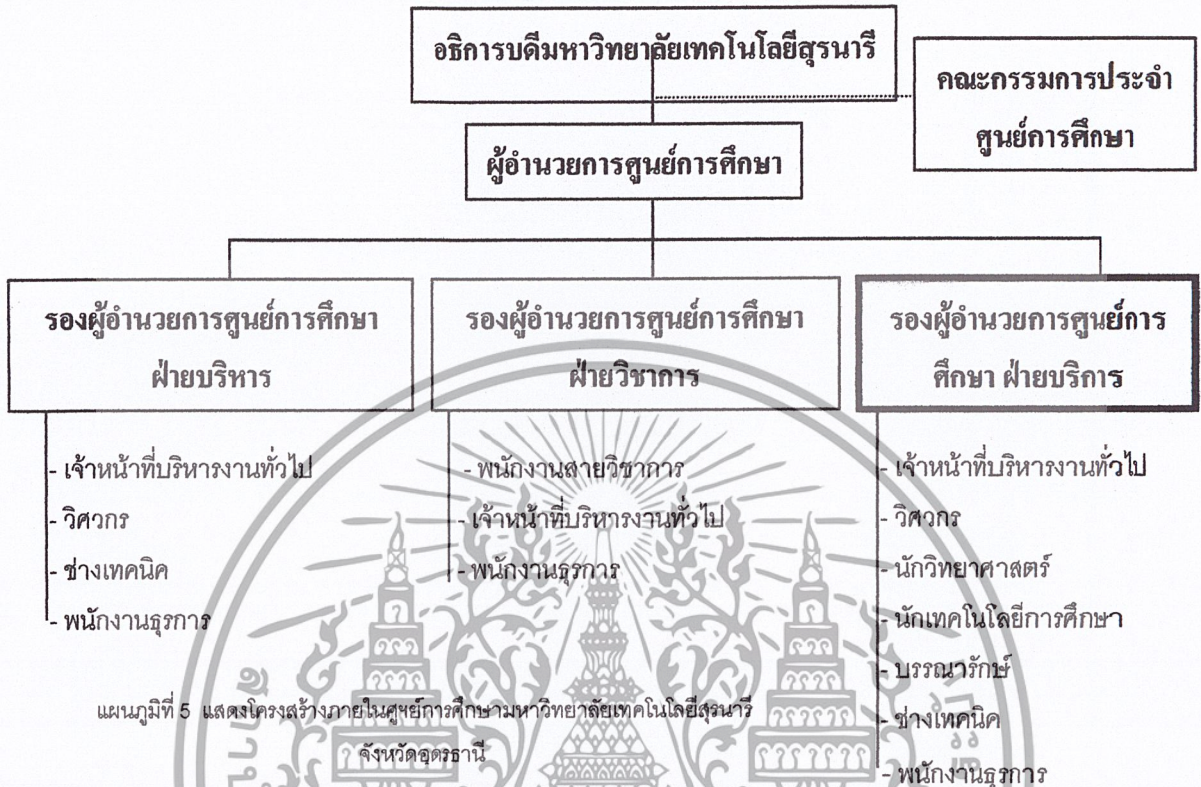 อธิการบดีมหาวิทยาลัยเทคโนโลยีสุรนารี
คณะกรรมการประจำ
ศูนย์การศึกษา
ผู้อำนวยการศูนย์การศึกษา
รองผู้อำนวยการศูนย์การศึกษา
ฝ่ายบริหาร
- เจ้าหน้าที่บริหารงานทั่วไป
- วิศวกร
- ช่างเทคนิค
- พนักงานธุรการ
รองผู้อำนวยการศูนย์การศึกษา
ฝ่ายวิชาการ
- พนักงานสายวิชาการ
- เจ้าหน้าที่บริหารงานทั่วไป
- พนักงานธุรการ
รองผู้อำนวยการศูนย์การ
ศึกษา ฝ่ายบริการ
- เจ้าหน้าที่บริหารงานทั่วไป
- วิศวกร
- นักวิทยาศาสตร์
- นักเทคโนโลยีการศึกษา
- บรรณารักษ์
- ช่างเทคนิค
- พนักงานธุรการ
แผนภูมิที่ 5 แสดงโครงสร้างภายในศูนย์การศึกษามหาวิทยาลัยเทคโนโลยีสุรนารี
จังหวัดอุดรธานี